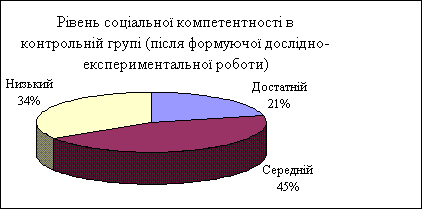 Рівень соціальної компетентності в
контрольній групі (після формуючої дослідно-
експериментальної роботи)
Низький
34%
Достатній
21%
Середній
45%